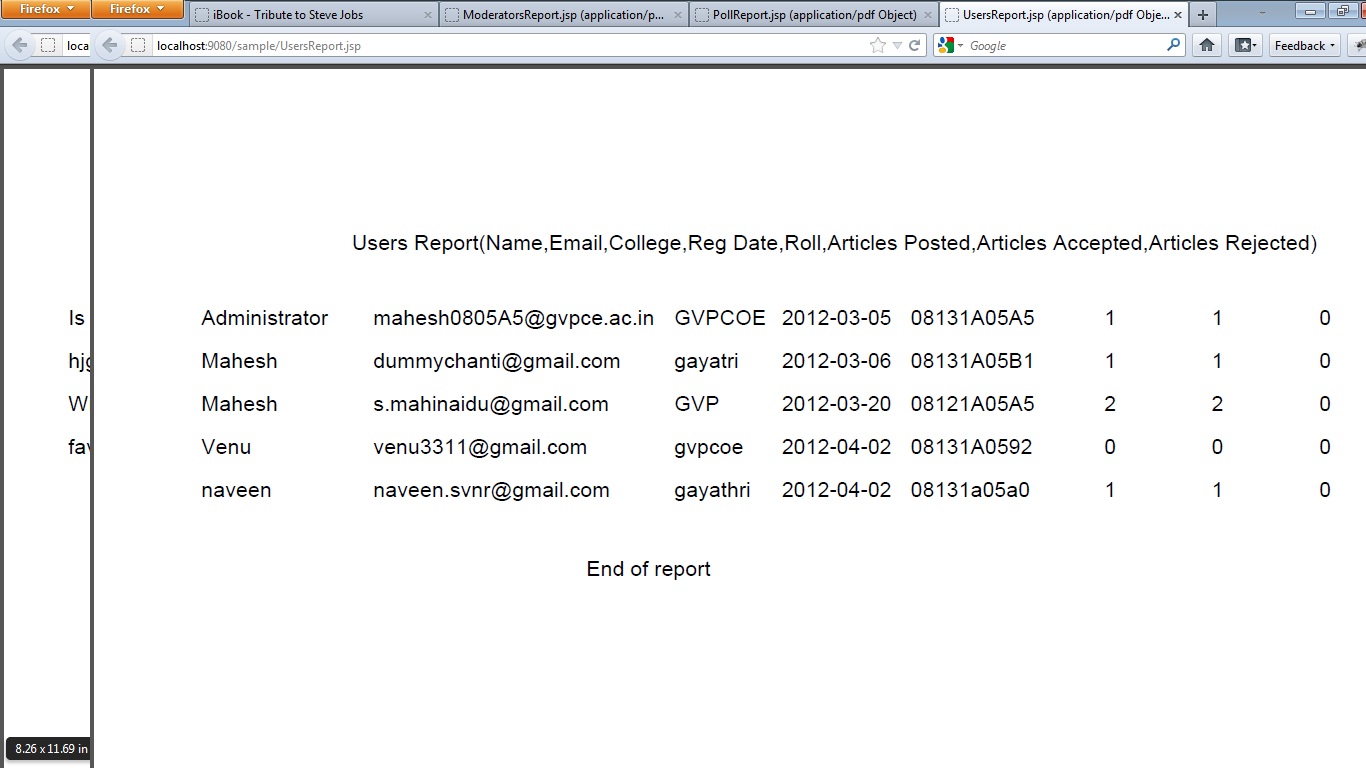 Firefox Firefox iBook - Tribute to Steve Jobs ModeratorsReport.jsp (application/p... PollReport.jsp (application/pdf Object) UsersReport.jsp (application/pdf Obje...
loca localhost:9080/sample/UsersReport.jsp Google Feedback
Users Report(Name,Email,College,Reg Date,Roll,Articles Posted,Articles Accepted,Articles Rejected)
Is Administrator mahesh0805A5@gvpce.ac.in GVPCOE 2012-03-05 08131A05A5 1 1 0
hjg Mahesh dummychanti@gmail.com gayatri 2012-03-06 08131A05B1 1 1 0
W Mahesh s.mahinaidu@gmail.com GVP 2012-03-20 08121A05A5 2 2 0
fav Venu venu3311@gmail.com gvpcoe 2012-04-02 08131A0592 0 0 0
naveen naveen.svnr@gmail.com gayathri 2012-04-02 08131a05a0 1 1 0
End of report
8.26 x 11.69 in